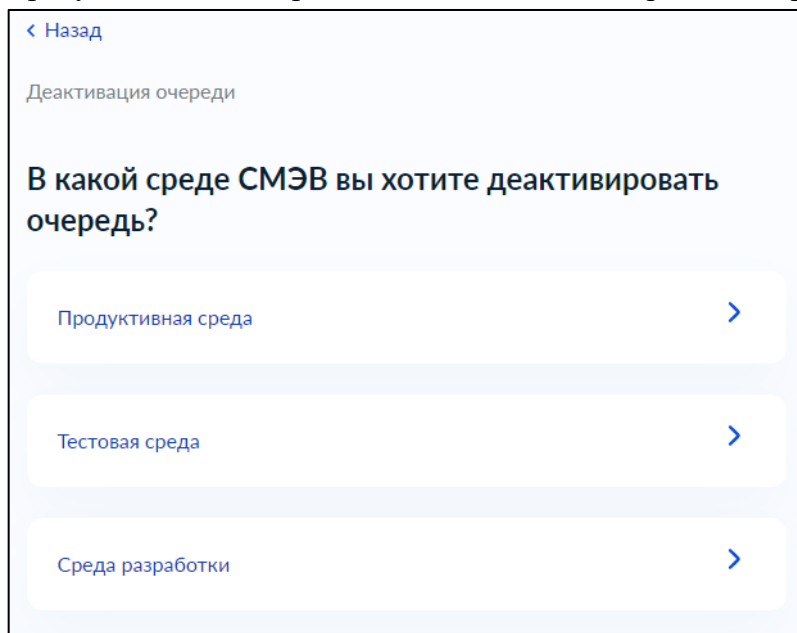 Назад
Деактивация очереди
В какой среде СМЭВ вы хотите деактивировать
очередь?
Продуктивная среда
Тестовая среда
Среда разработки